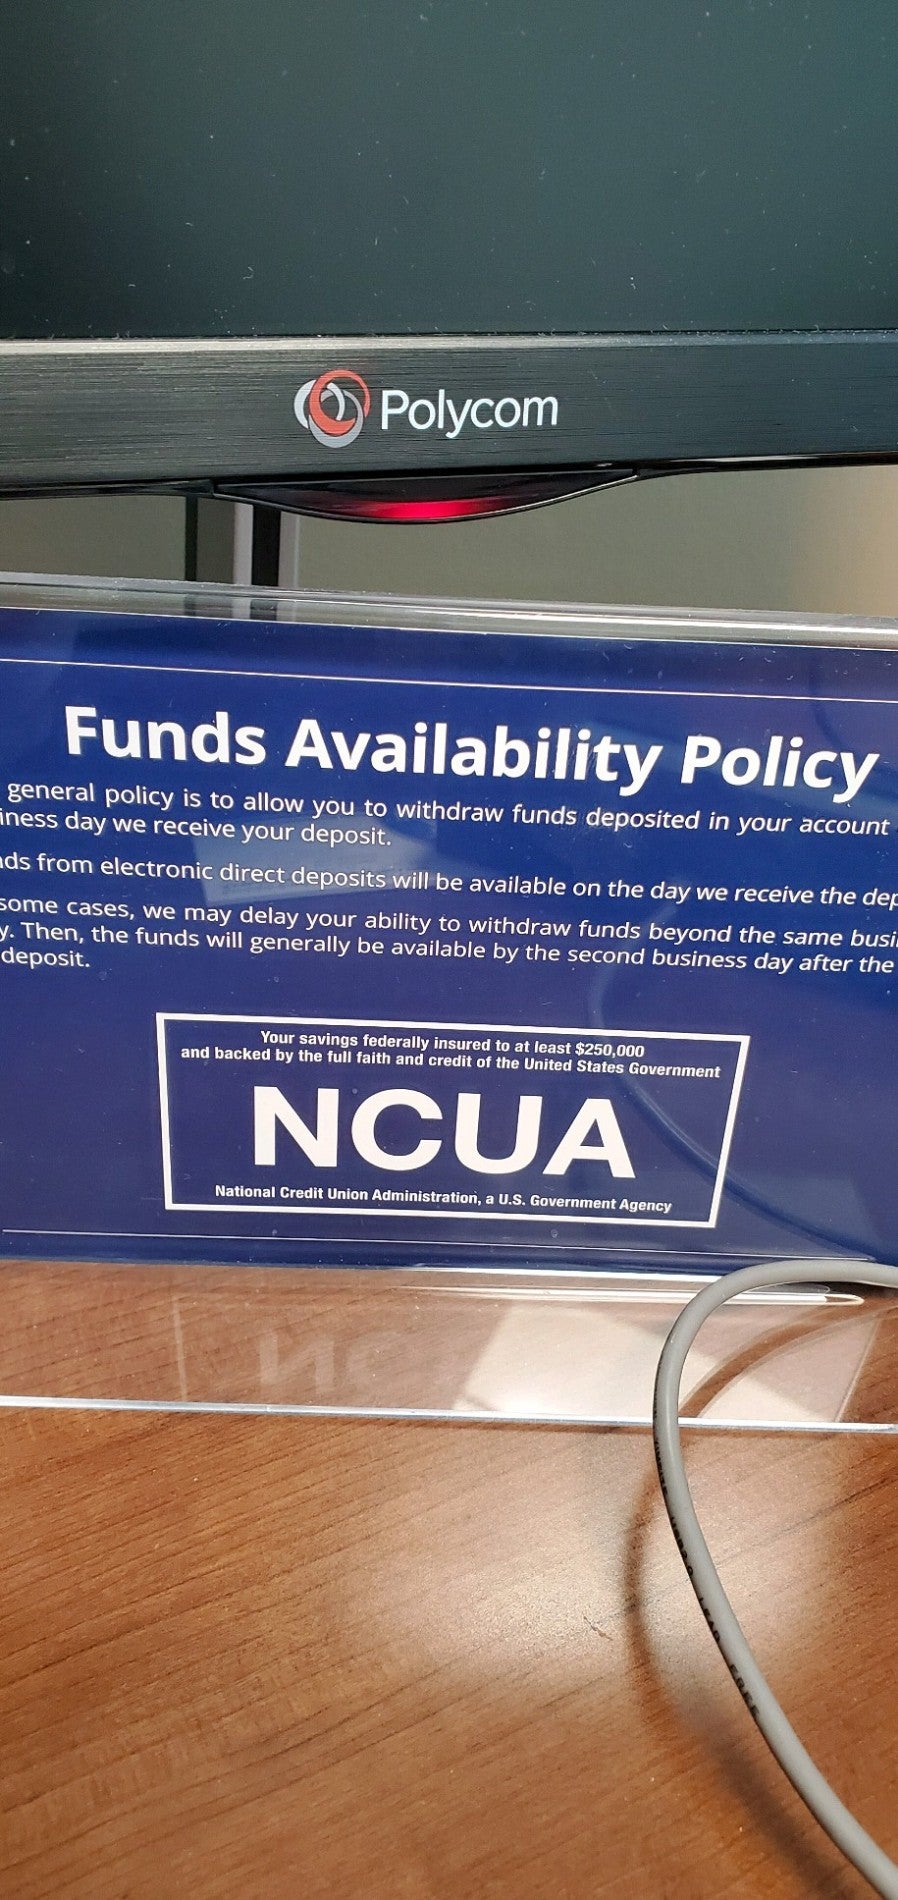 Polycom
Funds Availability Policy
general policy is to allow you to withdraw funds deposited in your account
iness day we receive your deposit.
ds from electronic direct deposits will be available on the day we receive the dep
some cases, we may delay your ability to withdraw funds beyond the same busi
y. Then, the funds will generally be available by the second business day after the
deposit.
Your savings federally insured to at least $250,000
and backed by the full faith and credit of the United States Government
NCUA
National Credit Union Administration, a U.S. Government Agency
LEAD FREE